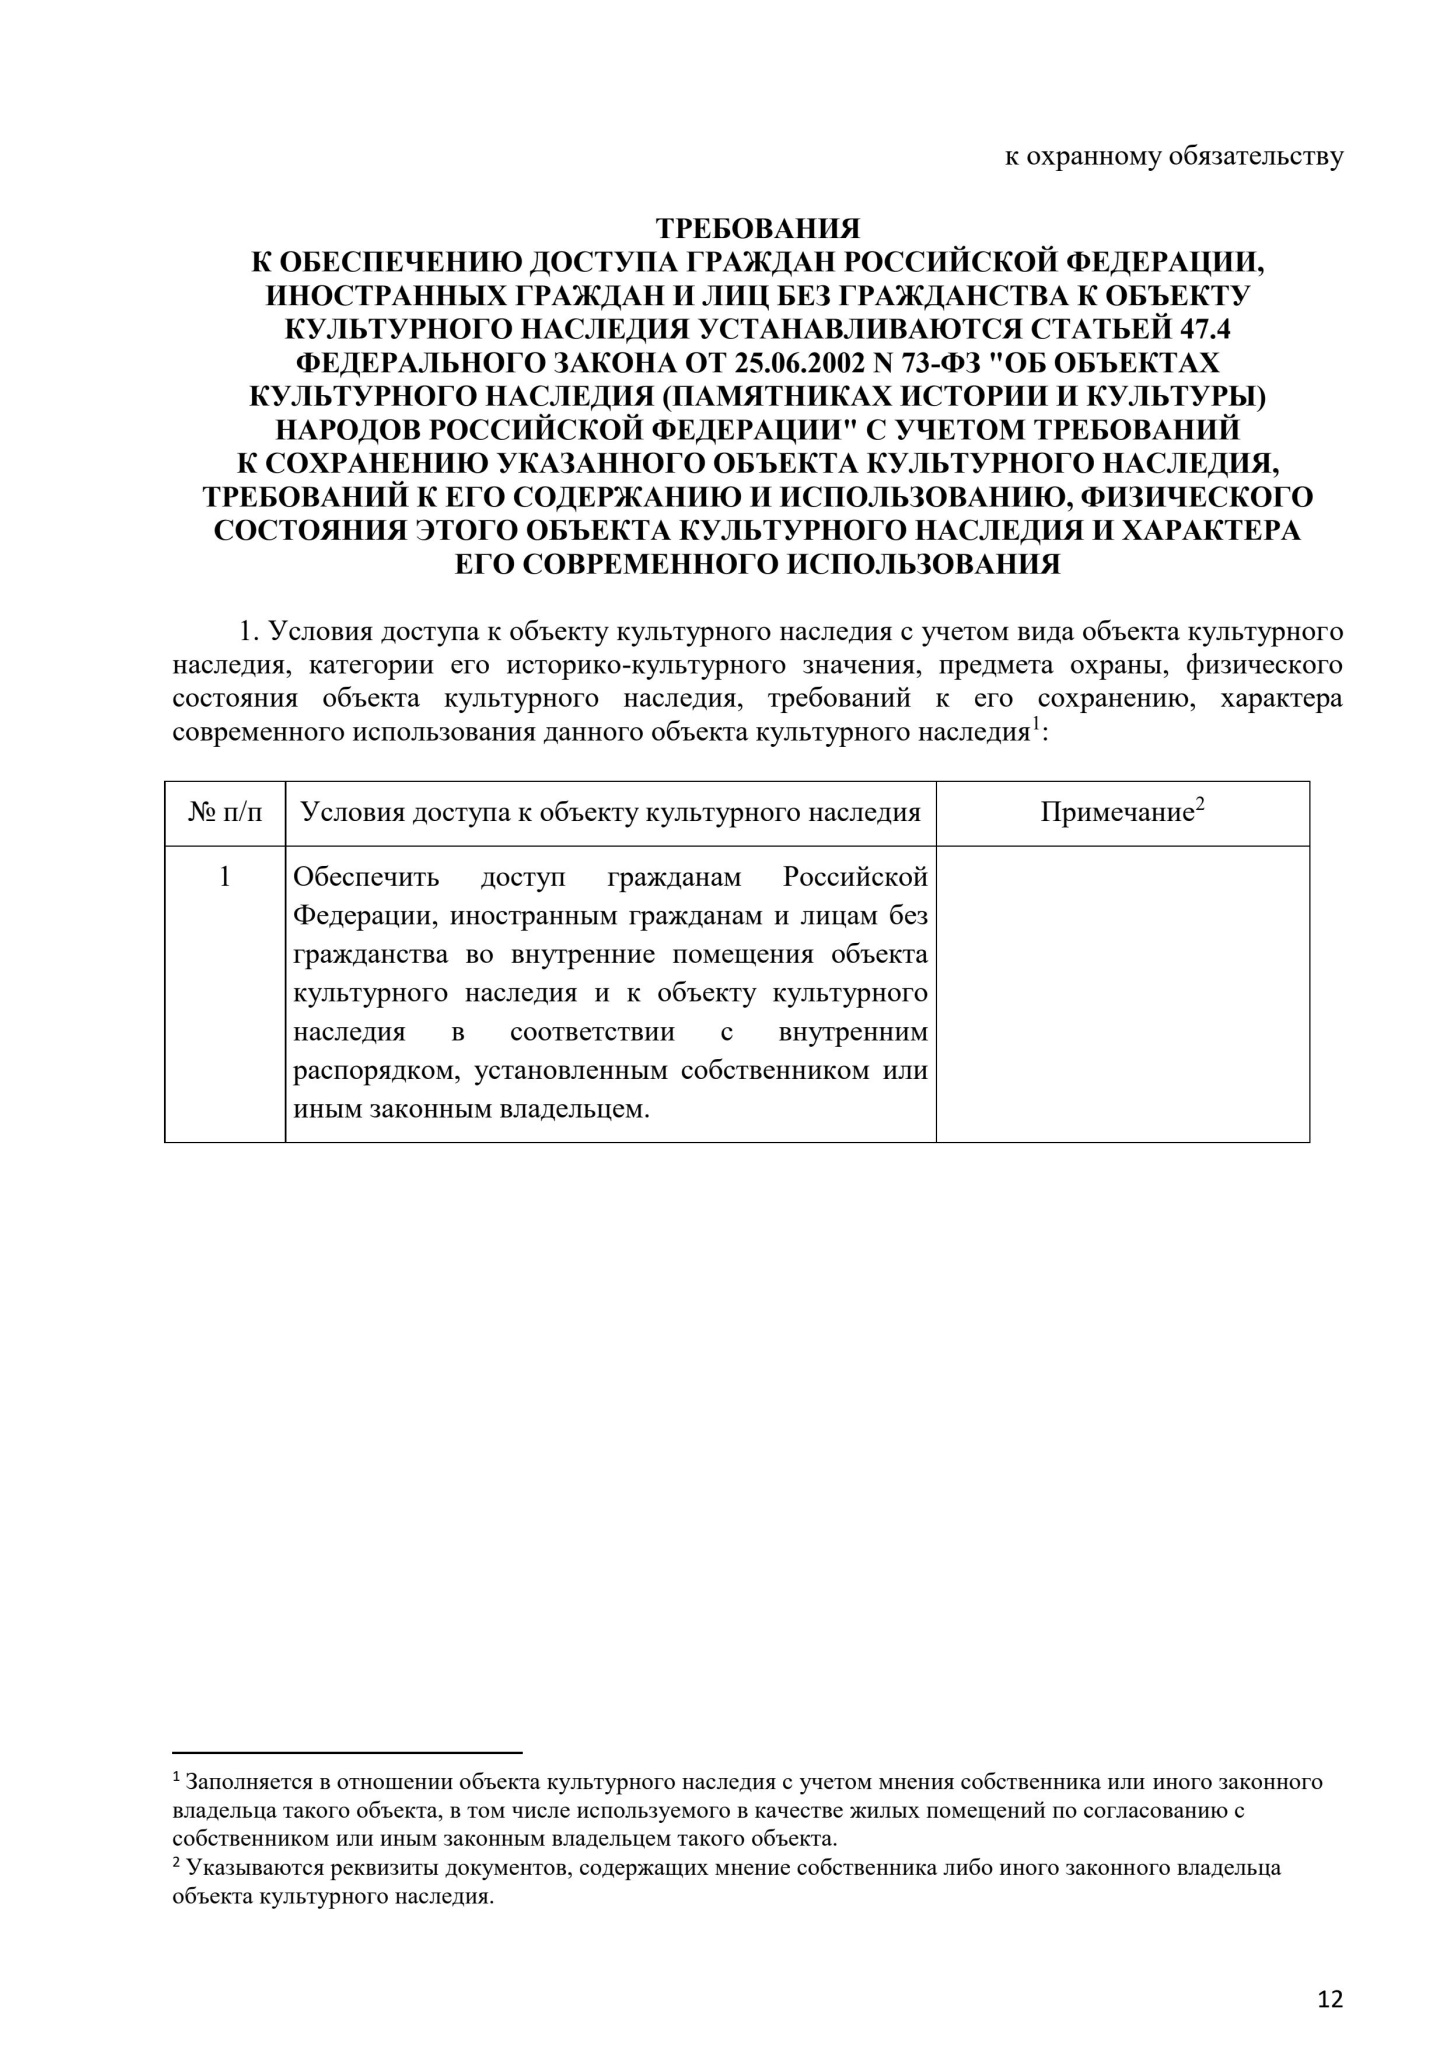 к охранному обязательству
ТРЕБОВАНИЯ
К ОБЕСПЕЧЕНИЮ ДОСТУПА ГРАЖДАН РОССИЙСКОЙ ФЕДЕРАЦИИ,
ИНОСТРАННЫХ ГРАЖДАН И ЛИЦ БЕЗ ГРАЖДАНСТВА К ОБЪЕКТУ
КУЛЬТУРНОГО НАСЛЕДИЯ УСТАНАВЛИВАЮТСЯ СТАТЬЕЙ 47.4
ФЕДЕРАЛЬНОГО ЗАКОНА ОТ 25.06.2002 N 73-ФЗ "ОБ ОБЪЕКТАХ
КУЛЬТУРНОГО НАСЛЕДИЯ (ПАМЯТНИКАХ ИСТОРИИ И КУЛЬТУРЫ)
НАРОДОВ РОССИЙСКОЙ ФЕДЕРАЦИИ" С УЧЕТОМ ТРЕБОВАНИЙ
К СОХРАНЕНИЮ УКАЗАННОГО ОБЪЕКТА КУЛЬТУРНОГО НАСЛЕДИЯ,
ТРЕБОВАНИЙ К ЕГО СОДЕРЖАНИЮ И ИСПОЛЬЗОВАНИЮ, ФИЗИЧЕСКОГО
СОСТОЯНИЯ ЭТОГО ОБЪЕКТА КУЛЬТУРНОГО НАСЛЕДИЯ И ХАРАКТЕРА
ЕГО СОВРЕМЕННОГО ИСПОЛЬЗОВАНИЯ
1. Условия доступа к объекту культурного наследия с учетом вида объекта культурного
наследия, категории его историко-культурного значения, предмета охраны, физического
состояния объекта культурного наследия, требований к его сохранению, характера
современного использования данного объекта культурного наследия¹:
№ п/п Условия доступа к объекту культурного наследия Примечание²
1 Обеспечить доступ гражданам Российской
Федерации, иностранным гражданам и лицам без
гражданства во внутренние помещения объекта
культурного наследия и к объекту культурного
наследия в соответствии с внутренним
распорядком, установленным собственником или
иным законным владельцем.
¹ Заполняется в отношении объекта культурного наследия с учетом мнения собственника или иного законного
владельца такого объекта, в том числе используемого в качестве жилых помещений по согласованию с
собственником или иным законным владельцем такого объекта.
² Указываются реквизиты документов, содержащих мнение собственника либо иного законного владельца
объекта культурного наследия.
12